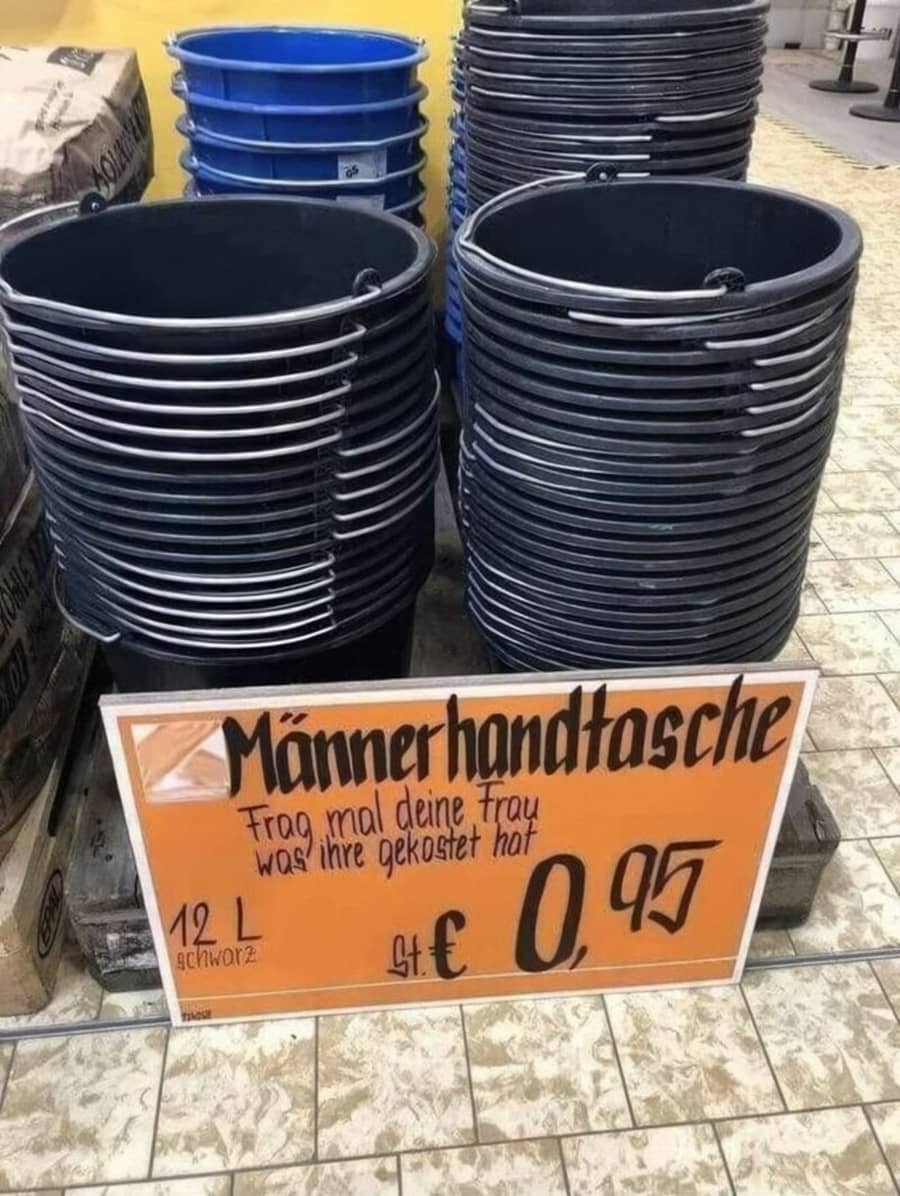 Männerhandtasche
Frag mal deine Frau
was ihre gekostet hat
12 L
schwarz
St. € 0,95